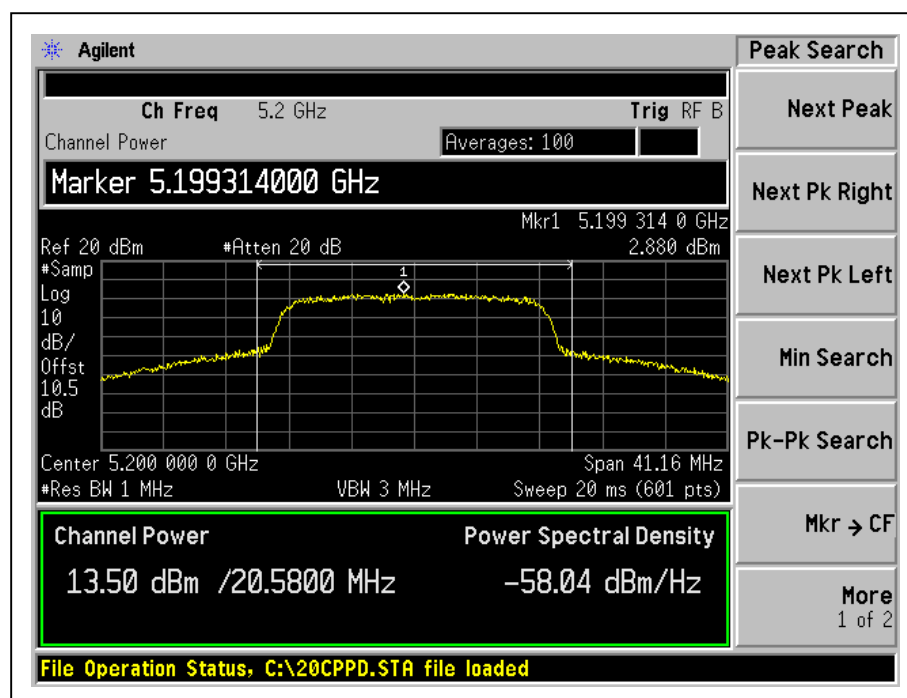 Agilent
Peak Search
Ch Freq 5.2 GHz Trig RF B
Channel Power Averages: 100
Marker 5.199314000 GHz
Mkr1 5.199 314 0 GHz
Ref 20 dBm #Atten 20 dB 2.880 dBm
#Samp
Log
10
dB/
Offst
10.5
dB
1
Center 5.200 000 0 GHz Span 41.16 MHz
#Res BW 1 MHz VBW 3 MHz Sweep 20 ms (601 pts)
Channel Power Power Spectral Density
13.50 dBm /20.5800 MHz -58.04 dBm/Hz
File Operation Status, C:\20CPPD.STA file loaded
Next Peak
Next Pk Right
Next Pk Left
Min Search
Pk-Pk Search
Mkr → CF
More
1 of 2